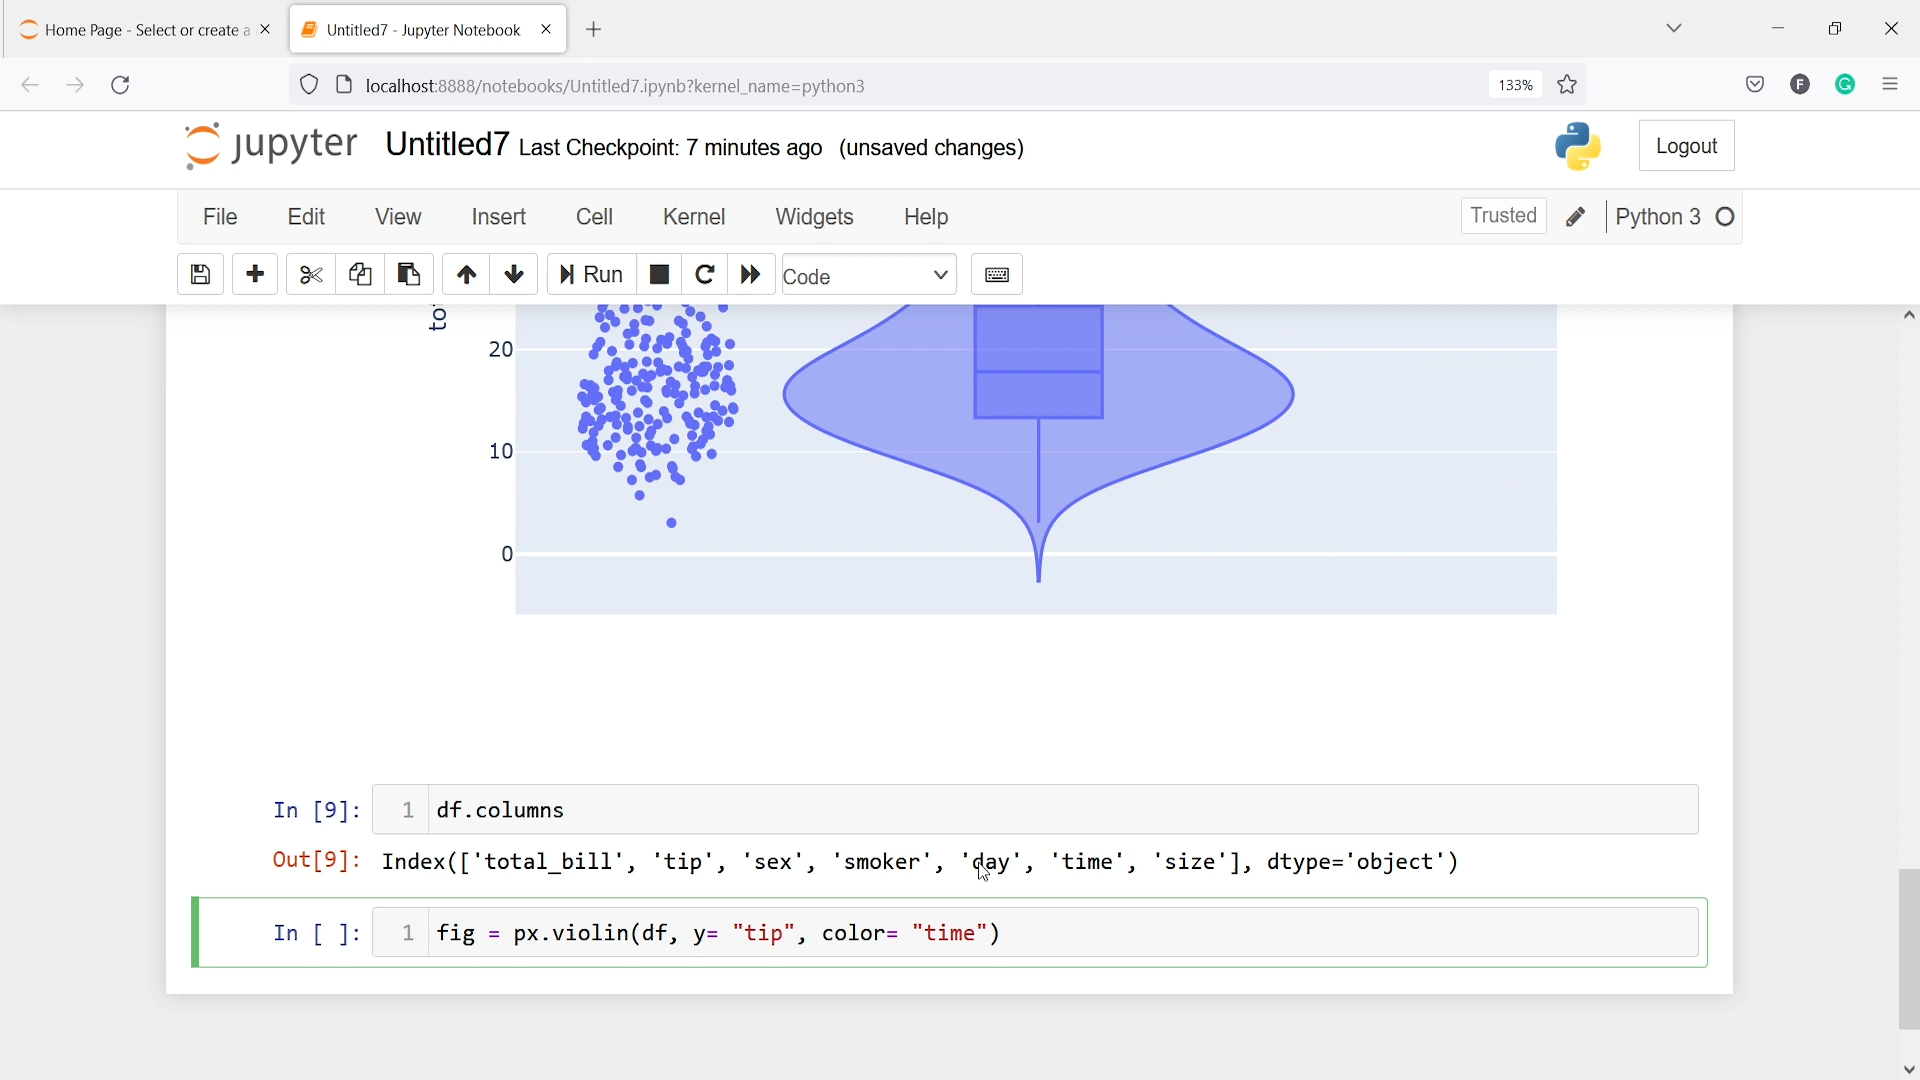 Home Page - Select or create a
Untitled7 - Jupyter Notebook
localhost:8888/notebooks/Untitled7.ipynb?kernel_name=python3
133%
F
G
jupyter
Untitled7 Last Checkpoint: 7 minutes ago (unsaved changes)
Logout
File Edit View Insert Cell Kernel Widgets Help
Trusted
Python 3
Run
Code
to
20
10
0
In [9]: 1 df.columns
Out[9]: Index(['total_bill', 'tip', 'sex', 'smoker', 'day', 'time', 'size'], dtype='object')
In [ ]: 1 fig = px.violin(df, y= "tip", color= "time")